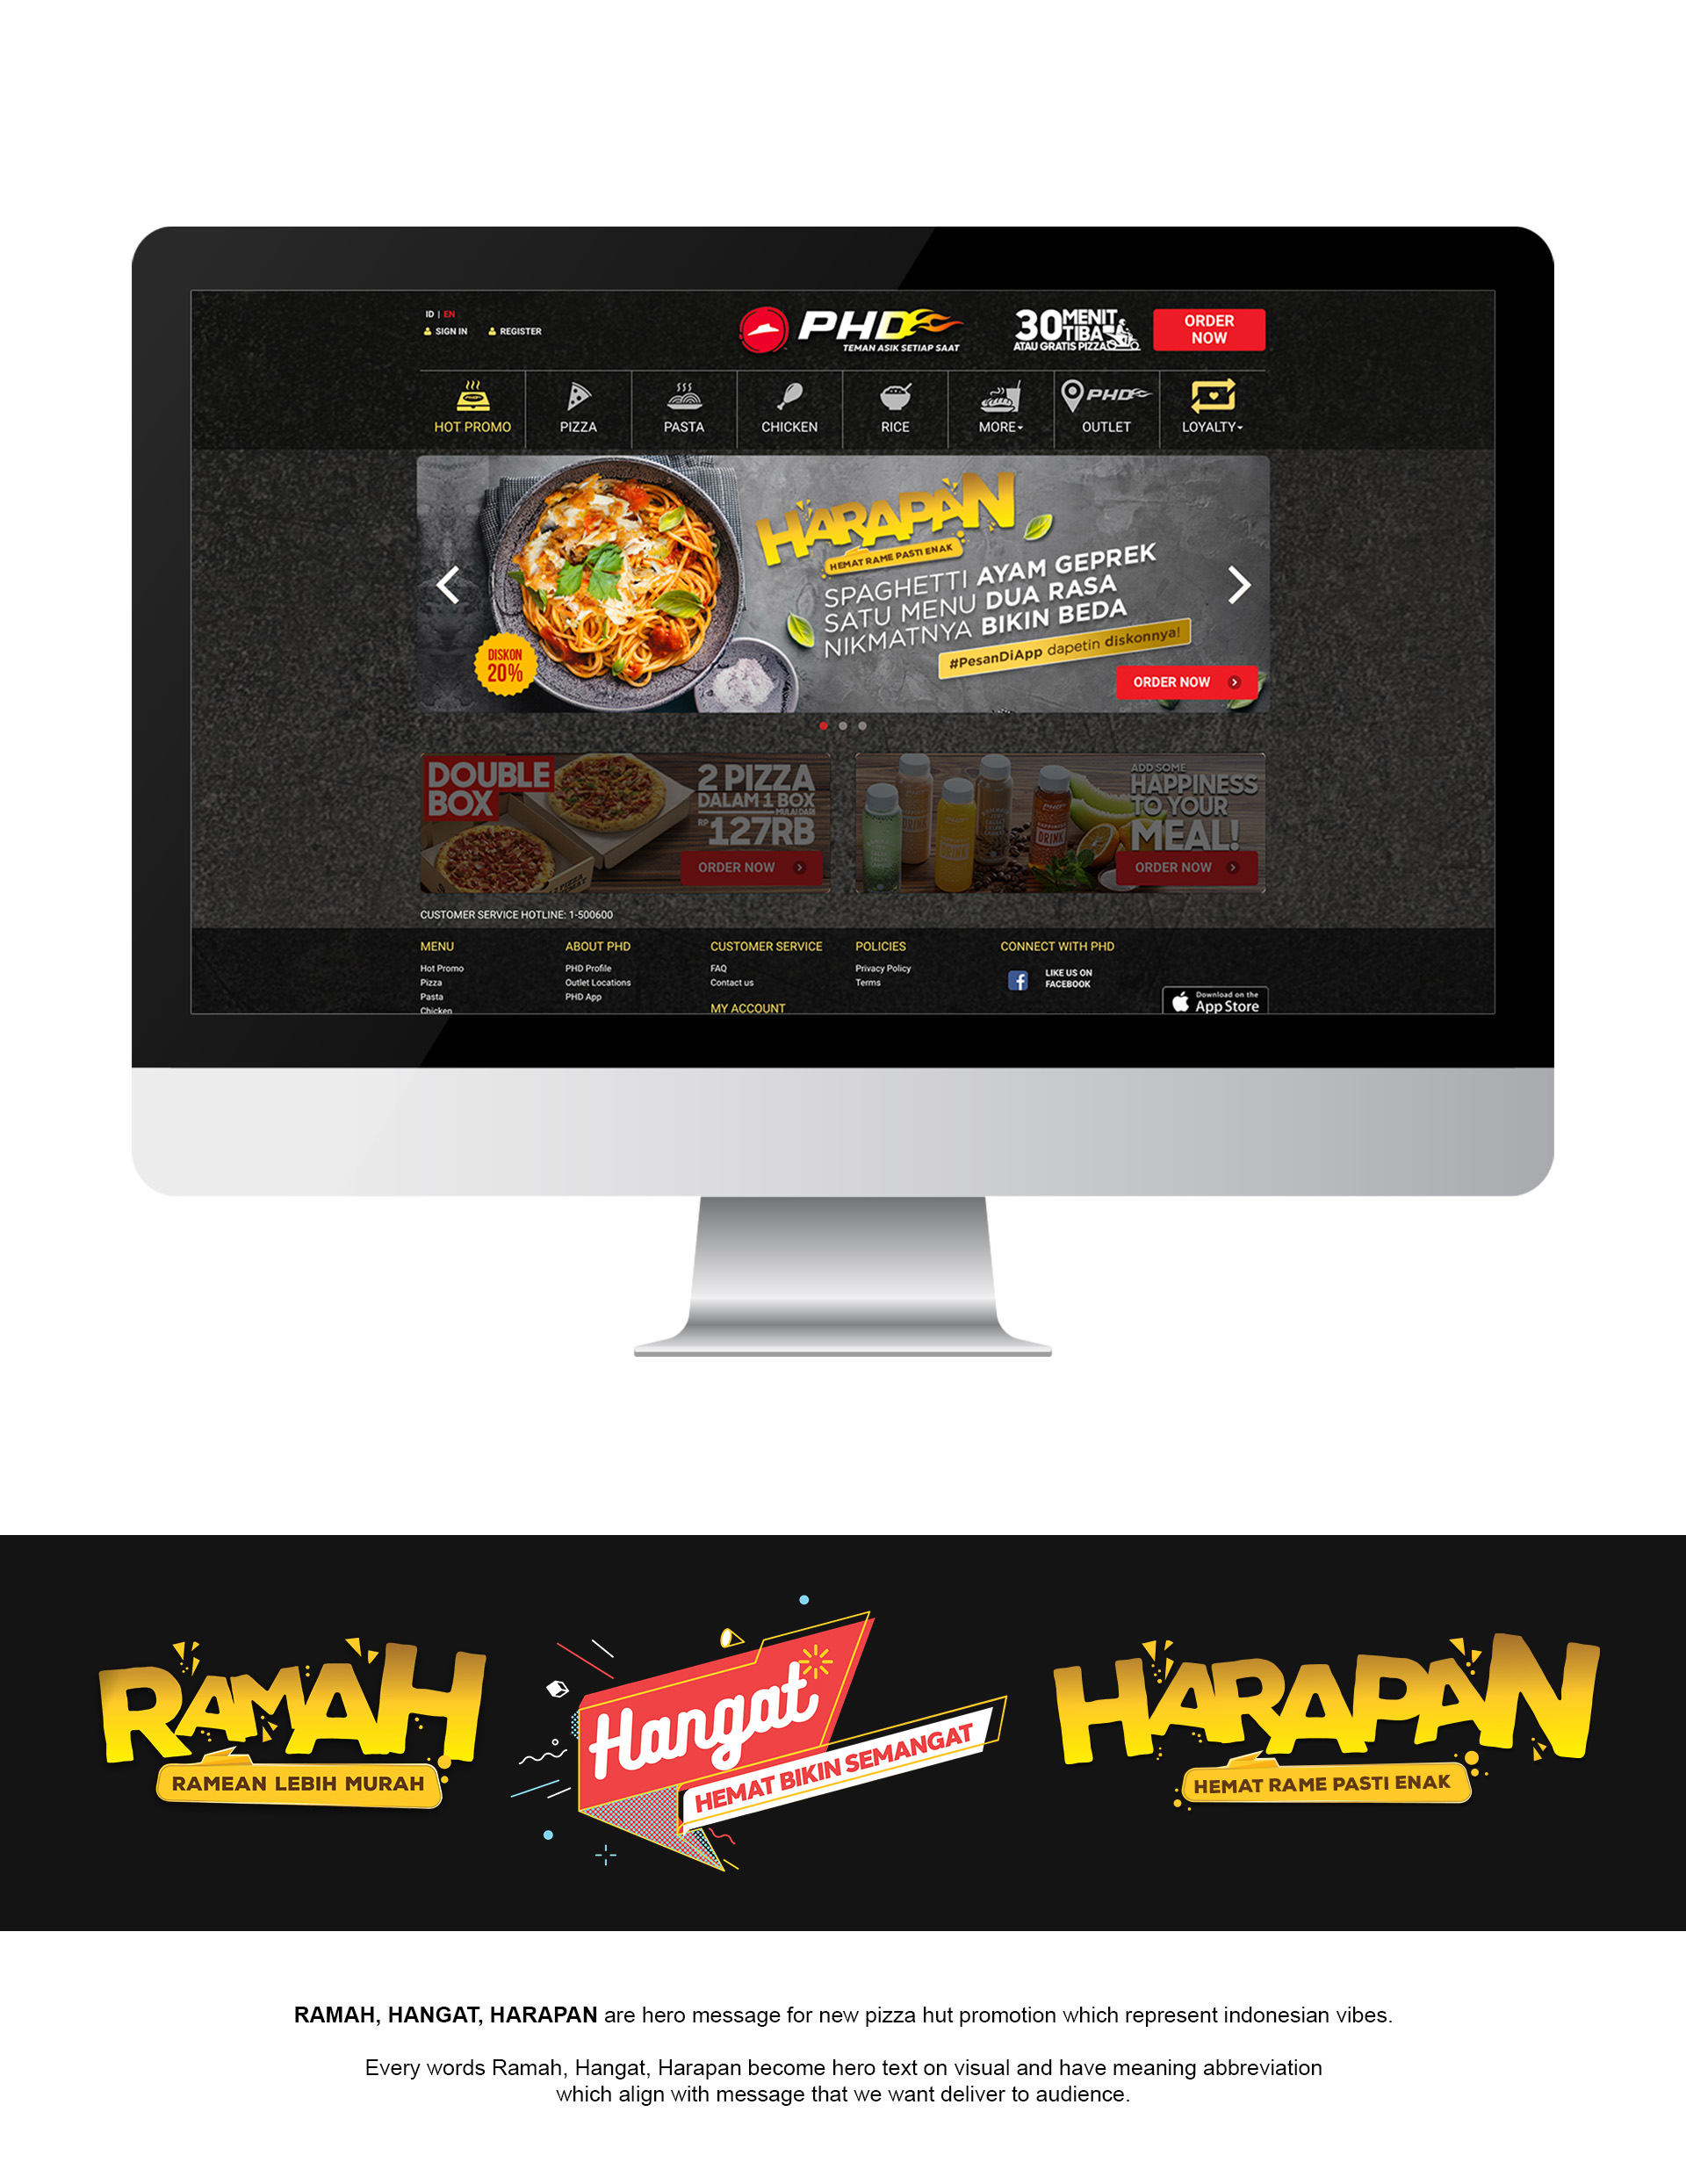 ID | EN
SIGN IN REGISTER
PHD
TEMAN ASIK SETIAP SAAT
30 MENIT TIBA
ATAU GRATIS PIZZA
ORDER NOW
HOT PROMO
PIZZA
PASTA
CHICKEN
RICE
MORE
PHD
OUTLET
LOYALTY
HARAPAN
HEMAT RAME PASTI ENAK
SPAGHETTI AYAM GEPREK
SATU MENU DUA RASA
NIKMATNYA BIKIN BEDA
#PesanDiApp dapetin diskonnya!
DISKON
20%
ORDER NOW
DOUBLE
BOX
2 PIZZA
DALAM 1 BOX
MULAI DARI
RP 127RB
ORDER NOW
ADD SOME
HAPPINESS
TO YOUR
MEAL!
ORDER NOW
CUSTOMER SERVICE HOTLINE: 1-500600
MENU
Hot Promo
Pizza
Pasta
Chicken
ABOUT PHD
PHD Profile
Outlet Locations
PHD App
CUSTOMER SERVICE
FAQ
Contact us
MY ACCOUNT
POLICIES
Privacy Policy
Terms
CONNECT WITH PHD
LIKE US ON
FACEBOOK
Download on the
App Store
RAMAH
RAMEAN LEBIH MURAH
Hangat
HEMAT BIKIN SEMANGAT
HARAPAN
HEMAT RAME PASTI ENAK
RAMAH, HANGAT, HARAPAN are hero message for new pizza hut promotion which represent indonesian vibes.
Every words Ramah, Hangat, Harapan become hero text on visual and have meaning abbreviation
which align with message that we want deliver to audience.